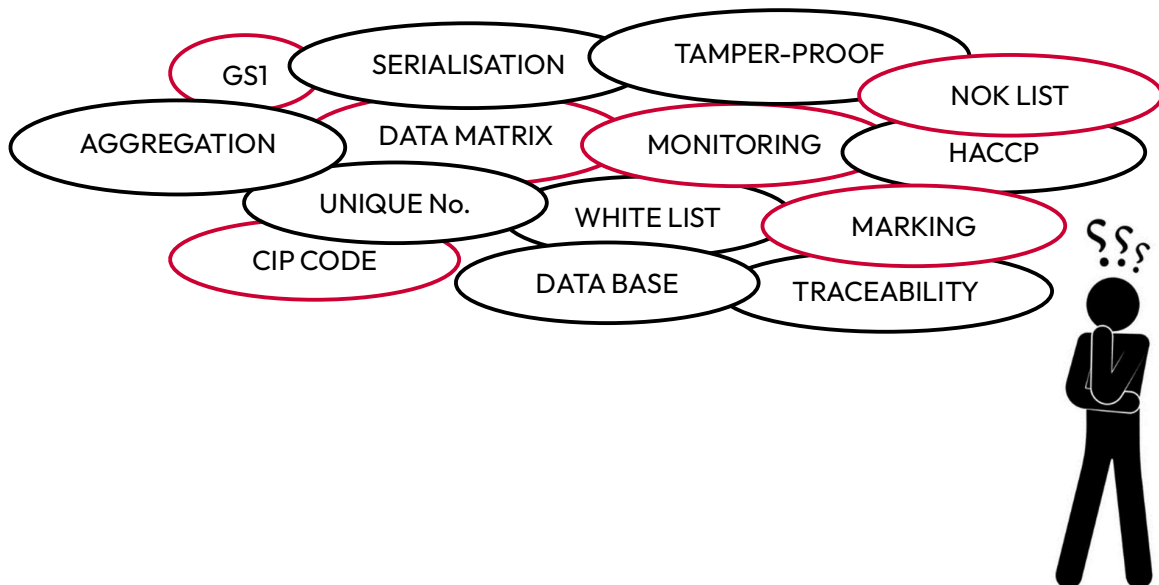 GS1
SERIALISATION
TAMPER-PROOF
NOK LIST
AGGREGATION
DATA MATRIX
MONITORING
HACCP
UNIQUE No.
WHITE LIST
MARKING
CIP CODE
DATA BASE
TRACEABILITY
???